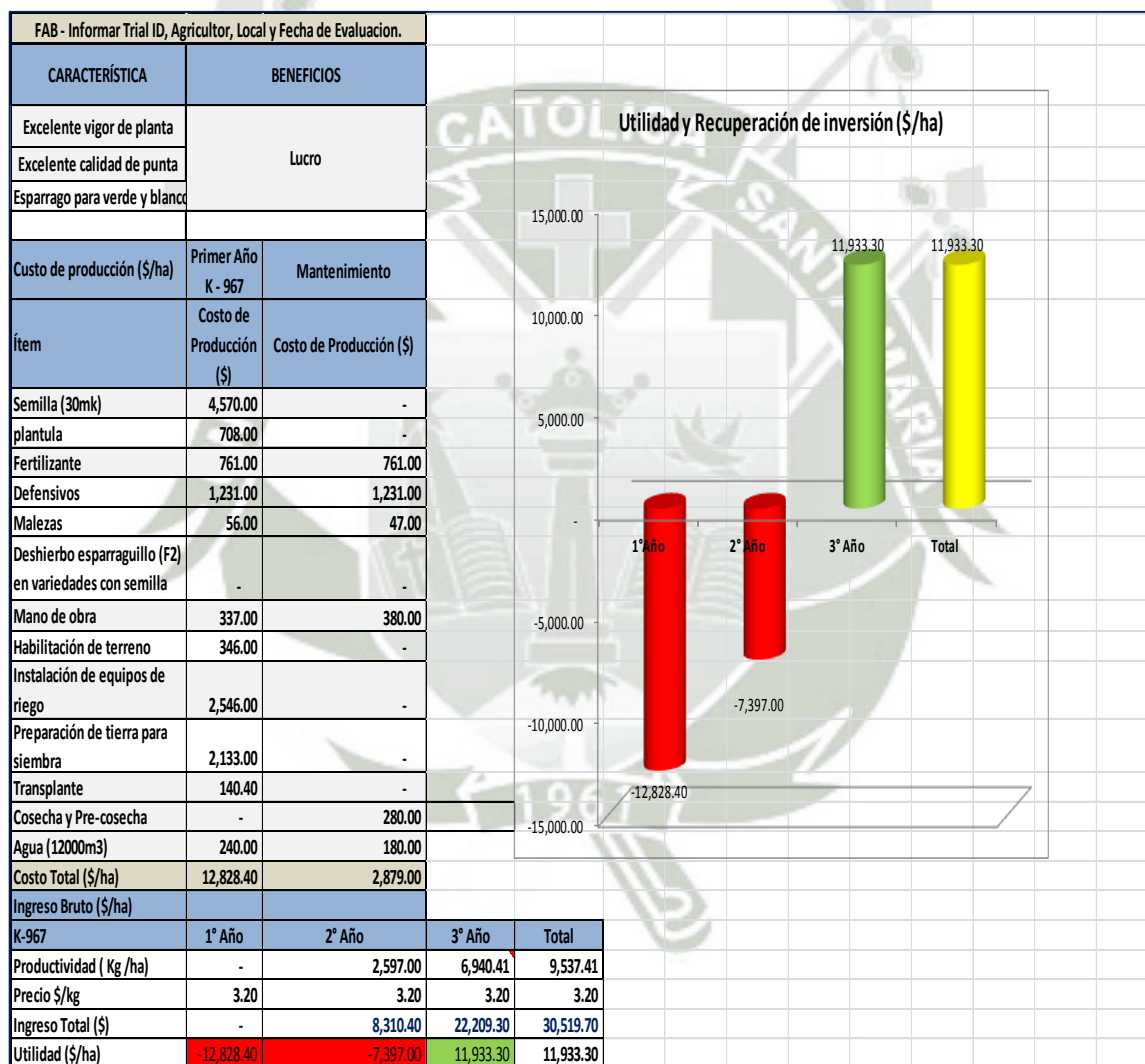 FAB - Informar Trial ID, Agricultor, Local y Fecha de Evaluacion.
CARACTERÍSTICA BENEFICIOS
Excelente vigor de planta
Excelente calidad de punta
Esparrago para verde y blanco
Lucro
Custo de producción ($/ha) Primer Año K - 967 Mantenimiento
Ítem Costo de Producción ($) Costo de Producción ($)
Semilla (30mk) 4,570.00 -
plantula 708.00 -
Fertilizante 761.00 761.00
Defensivos 1,231.00 1,231.00
Malezas 56.00 47.00
Deshierbo esparraguillo (F2)
en variedades con semilla - -
Mano de obra 337.00 380.00
Habilitación de terreno 346.00 -
Instalación de equipos de
riego 2,546.00 -
Preparación de tierra para
siembra 2,133.00 -
Transplante 140.40 -
Cosecha y Pre-cosecha - 280.00
Agua (12000m3) 240.00 180.00
Costo Total ($/ha) 12,828.40 2,879.00
Ingreso Bruto ($/ha)
K-967 1° Año 2° Año 3° Año Total
Productividad ( Kg /ha) - 2,597.00 6,940.41 9,537.41
Precio $/kg 3.20 3.20 3.20 3.20
Ingreso Total ($) - 8,310.40 22,209.30 30,519.70
Utilidad ($/ha) -12,828.40 -7,397.00 11,933.30 11,933.30
Utilidad y Recuperación de inversión ($/ha)
15,000.00
10,000.00
5,000.00
-
-5,000.00
-10,000.00
-15,000.00
11,933.30 11,933.30
1°Año 2°Año 3°Año Total
-7,397.00
-12,828.40
CATOLICA
SANTA MARIA